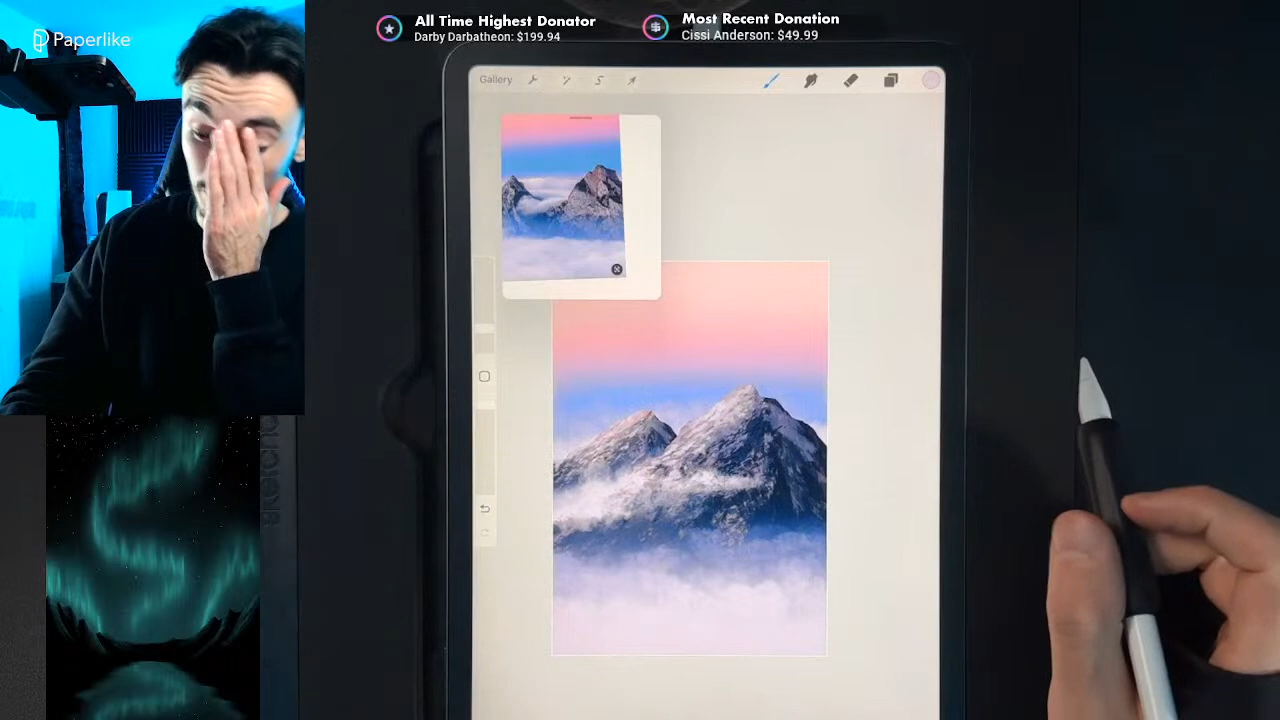 Paperlike
All Time Highest Donator
Darby Darbatheon: $199.94
Most Recent Donation
Cissi Anderson: $49.99
Gallery